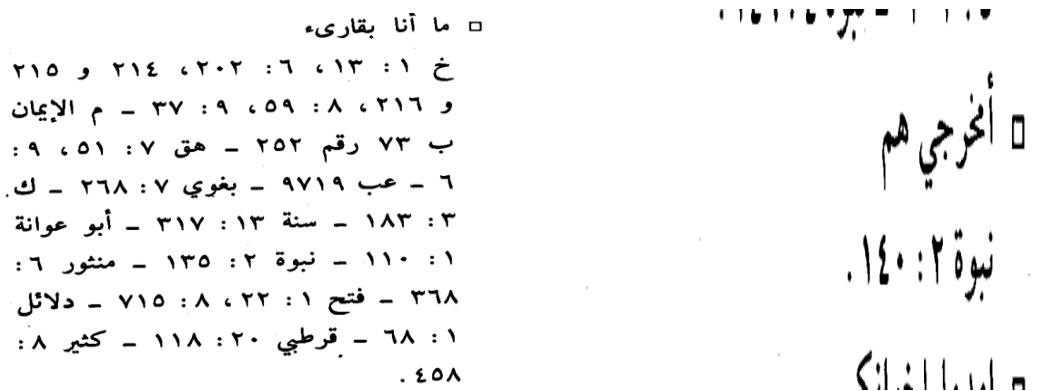 □ ما أنا بقارىء
خ ١ : ١٣ ، ٦ : ٢٠٢ ، ٢١٤ و ٢١٥
و ٢١٦ ، ٨ : ٥٩ ، ٩ : ٣٧ ـ م الإيمان
ب ٧٣ رقم ٢٥٢ ـ هق ٧ : ٥١ ، ٩ :
٦ ـ عب ٩٧١٩ ـ بغوي ٧ : ٢٦٨ ـ ك
٣ : ١٨٣ ـ سنة ١٣ : ٣١٧ ـ أبو عوانة
١ : ١١٠ ـ نبوة ٢ : ١٣٥ ـ منثور ٦ :
٣٦٨ ـ فتح ١ : ٢٢ ، ٨ : ٧١٥ ـ دلائل
١ : ٦٨ ـ قرطبي ٢٠ : ١١٨ ـ كثير ٨ :
٤٥٨ .
□ أمخرجي هم
نبوة ٢ : ١٤٠ .